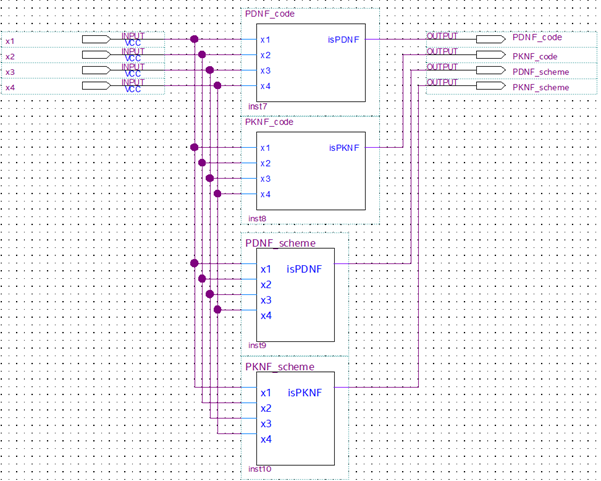 PDNF_code
x1 INPUT VCC x1 isPDNF OUTPUT PDNF_code
x2 INPUT VCC x2 OUTPUT PKNF_code
x3 INPUT VCC x3 OUTPUT PDNF_scheme
x4 INPUT VCC x4 OUTPUT PKNF_scheme
inst7
PKNF_code
x1 isPKNF
x2
x3
x4
inst8
PDNF_scheme
x1 isPDNF
x2
x3
x4
inst9
PKNF_scheme
x1 isPKNF
x2
x3
x4
inst10